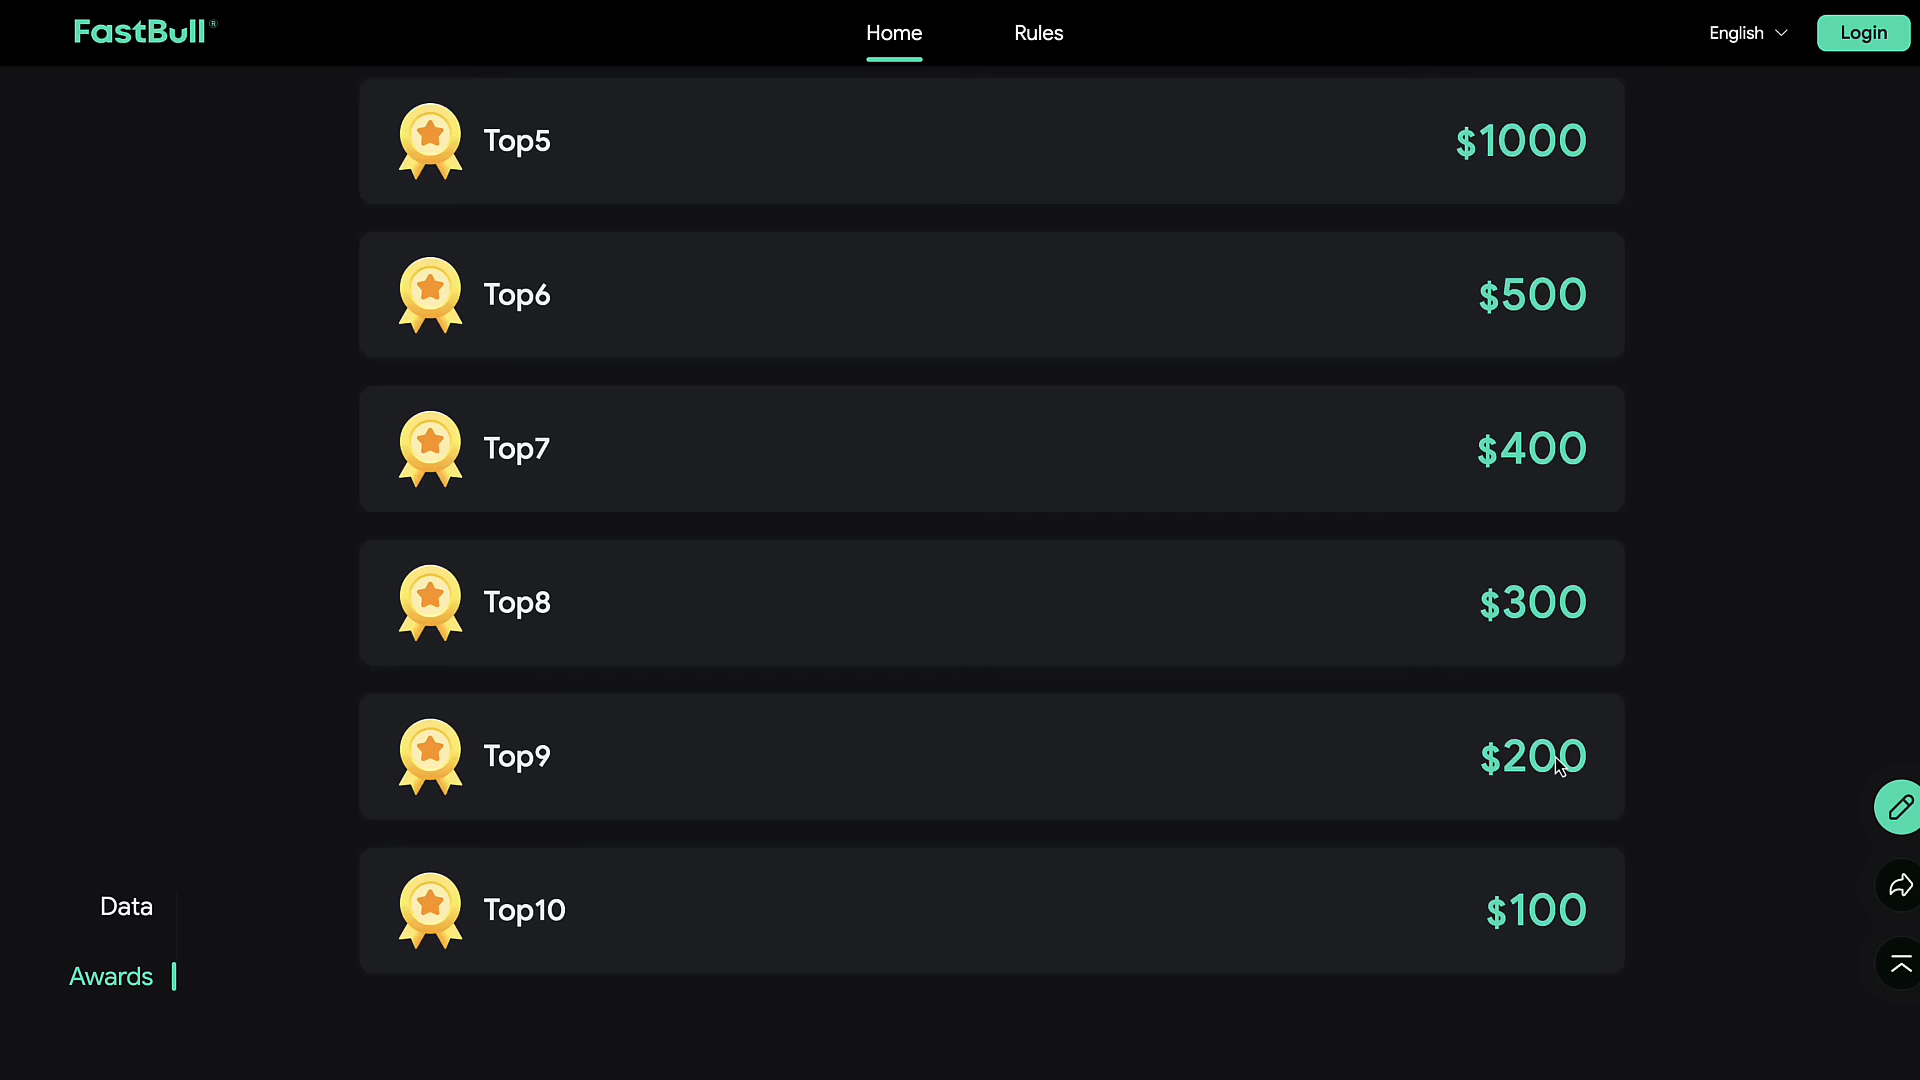 FastBull®
Home
Rules
English
Login
Top5
$1000
Top6
$500
Top7
$400
Top8
$300
Top9
$200
Top10
$100
Data
Awards